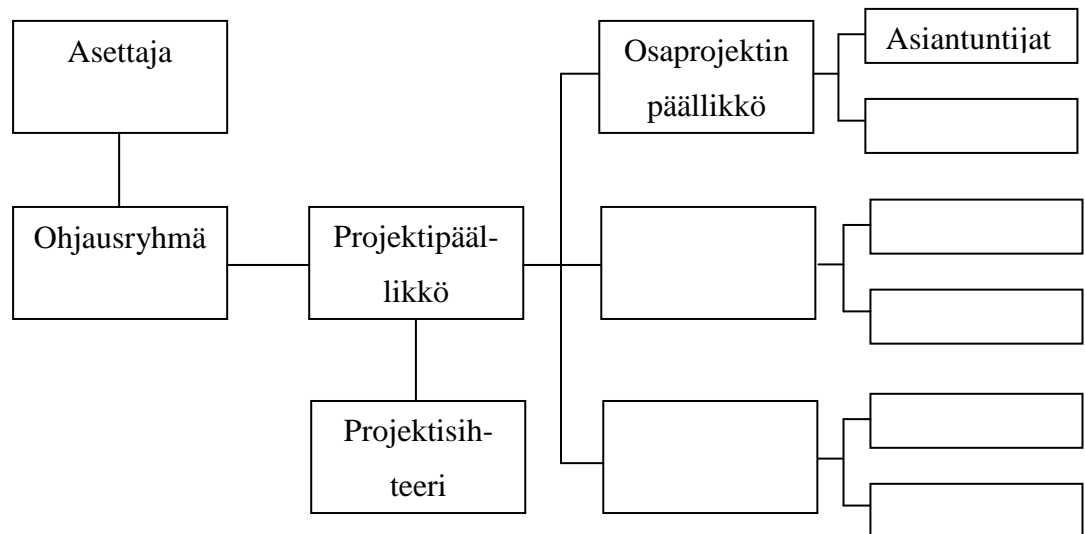 Asettaja
Ohjausryhmä
Projektipääl-
likkö
Projektisih-
teeri
Osaprojektin
päällikkö
Asiantuntijat